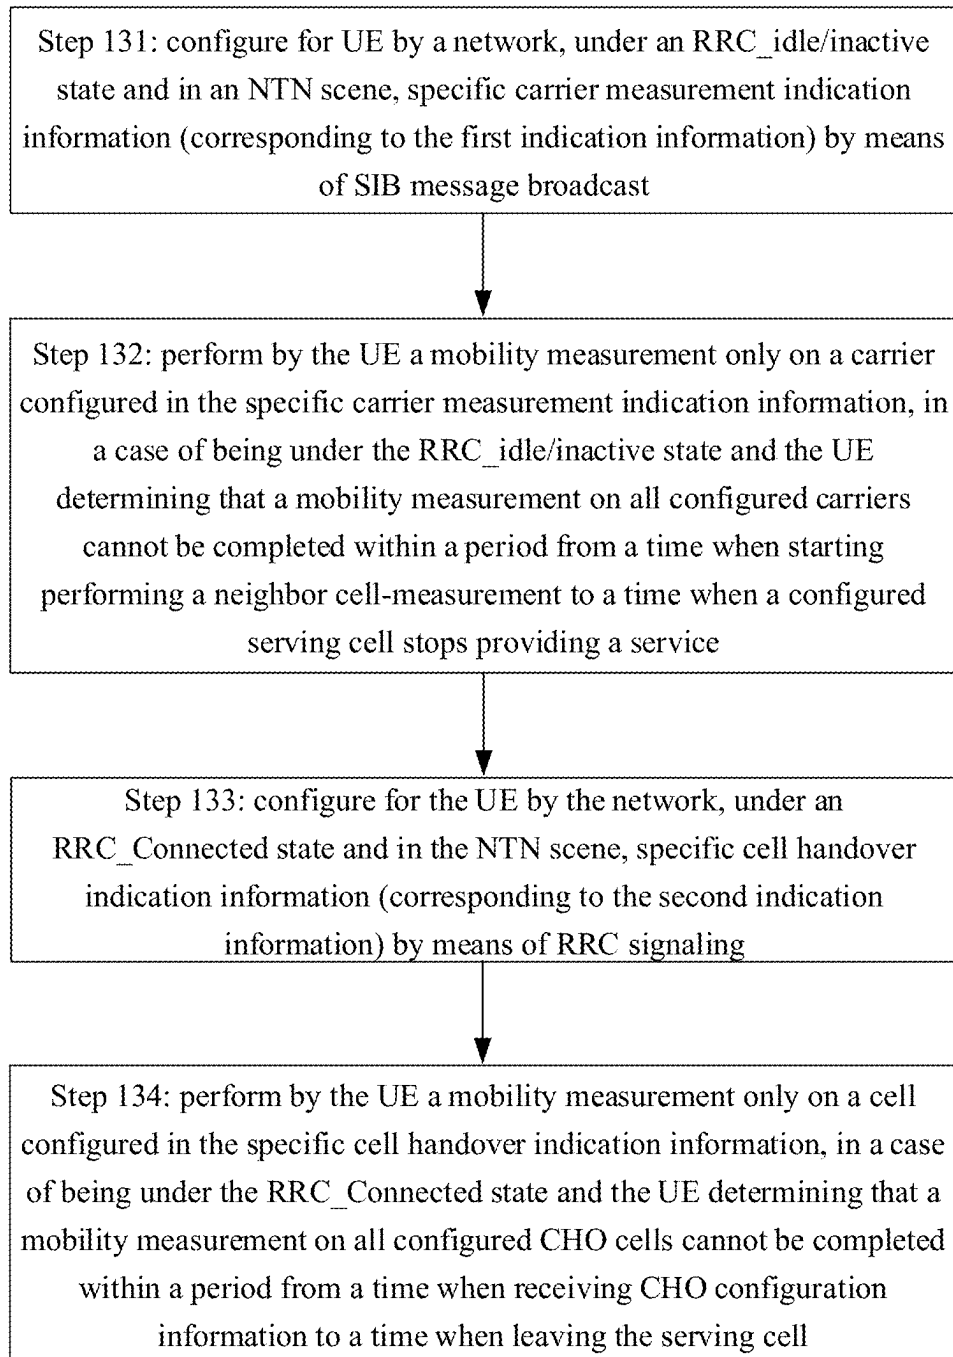 Step 131: configure for UE by a network, under an RRC_idle/inactive
state and in an NTN scene, specific carrier measurement indication
information (corresponding to the first indication information) by means
of SIB message broadcast
Step 132: perform by the UE a mobility measurement only on a carrier
configured in the specific carrier measurement indication information, in
a case of being under the RRC_idle/inactive state and the UE
determining that a mobility measurement on all configured carriers
cannot be completed within a period from a time when starting
performing a neighbor cell-measurement to a time when a configured
serving cell stops providing a service
Step 133: configure for the UE by the network, under an
RRC_Connected state and in the NTN scene, specific cell handover
indication information (corresponding to the second indication
information) by means of RRC signaling
Step 134: perform by the UE a mobility measurement only on a cell
configured in the specific cell handover indication information, in a case
of being under the RRC_Connected state and the UE determining that a
mobility measurement on all configured CHO cells cannot be completed
within a period from a time when receiving CHO configuration
information to a time when leaving the serving cell